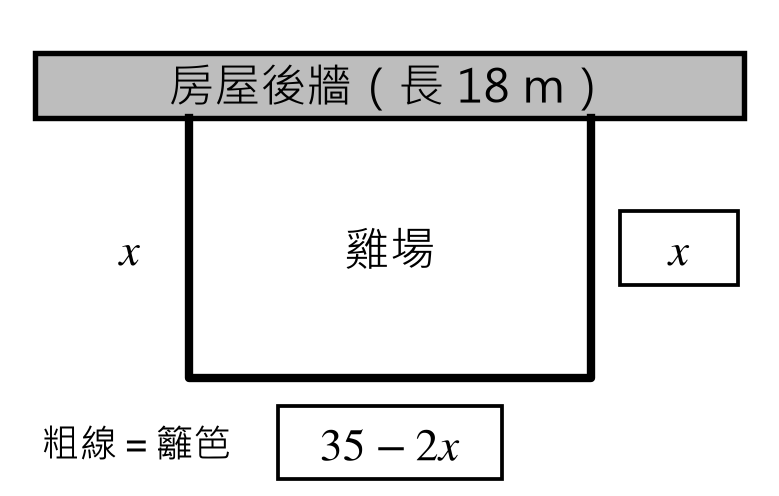 房屋後牆（長 18 m）
x
雞場
x
粗線 = 籬笆
35 − 2x